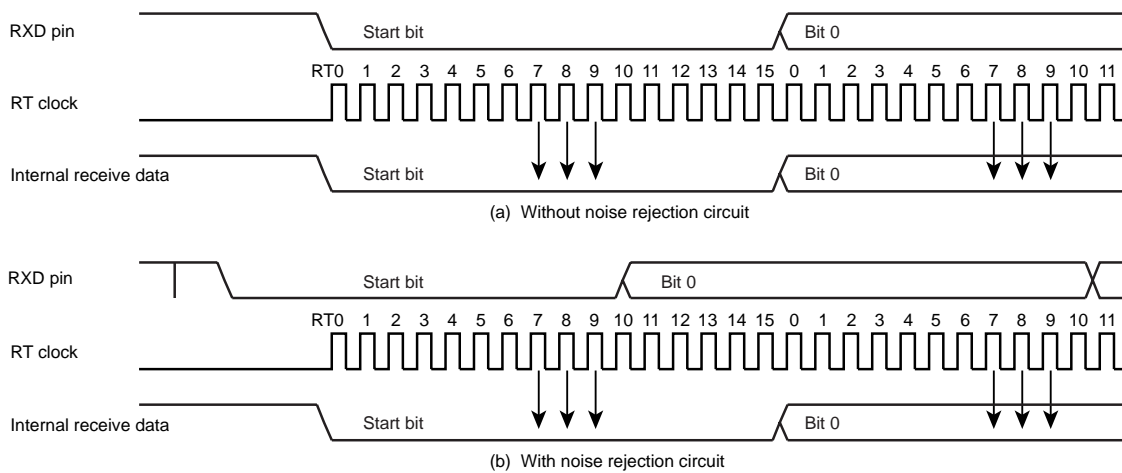 RXD pin Start bit Bit 0
RT0 1 2 3 4 5 6 7 8 9 10 11 12 13 14 15 0 1 2 3 4 5 6 7 8 9 10 11
RT clock
Internal receive data Start bit Bit 0
(a) Without noise rejection circuit
RXD pin Start bit Bit 0
RT0 1 2 3 4 5 6 7 8 9 10 11 12 13 14 15 0 1 2 3 4 5 6 7 8 9 10 11
RT clock
Internal receive data Start bit Bit 0
(b) With noise rejection circuit